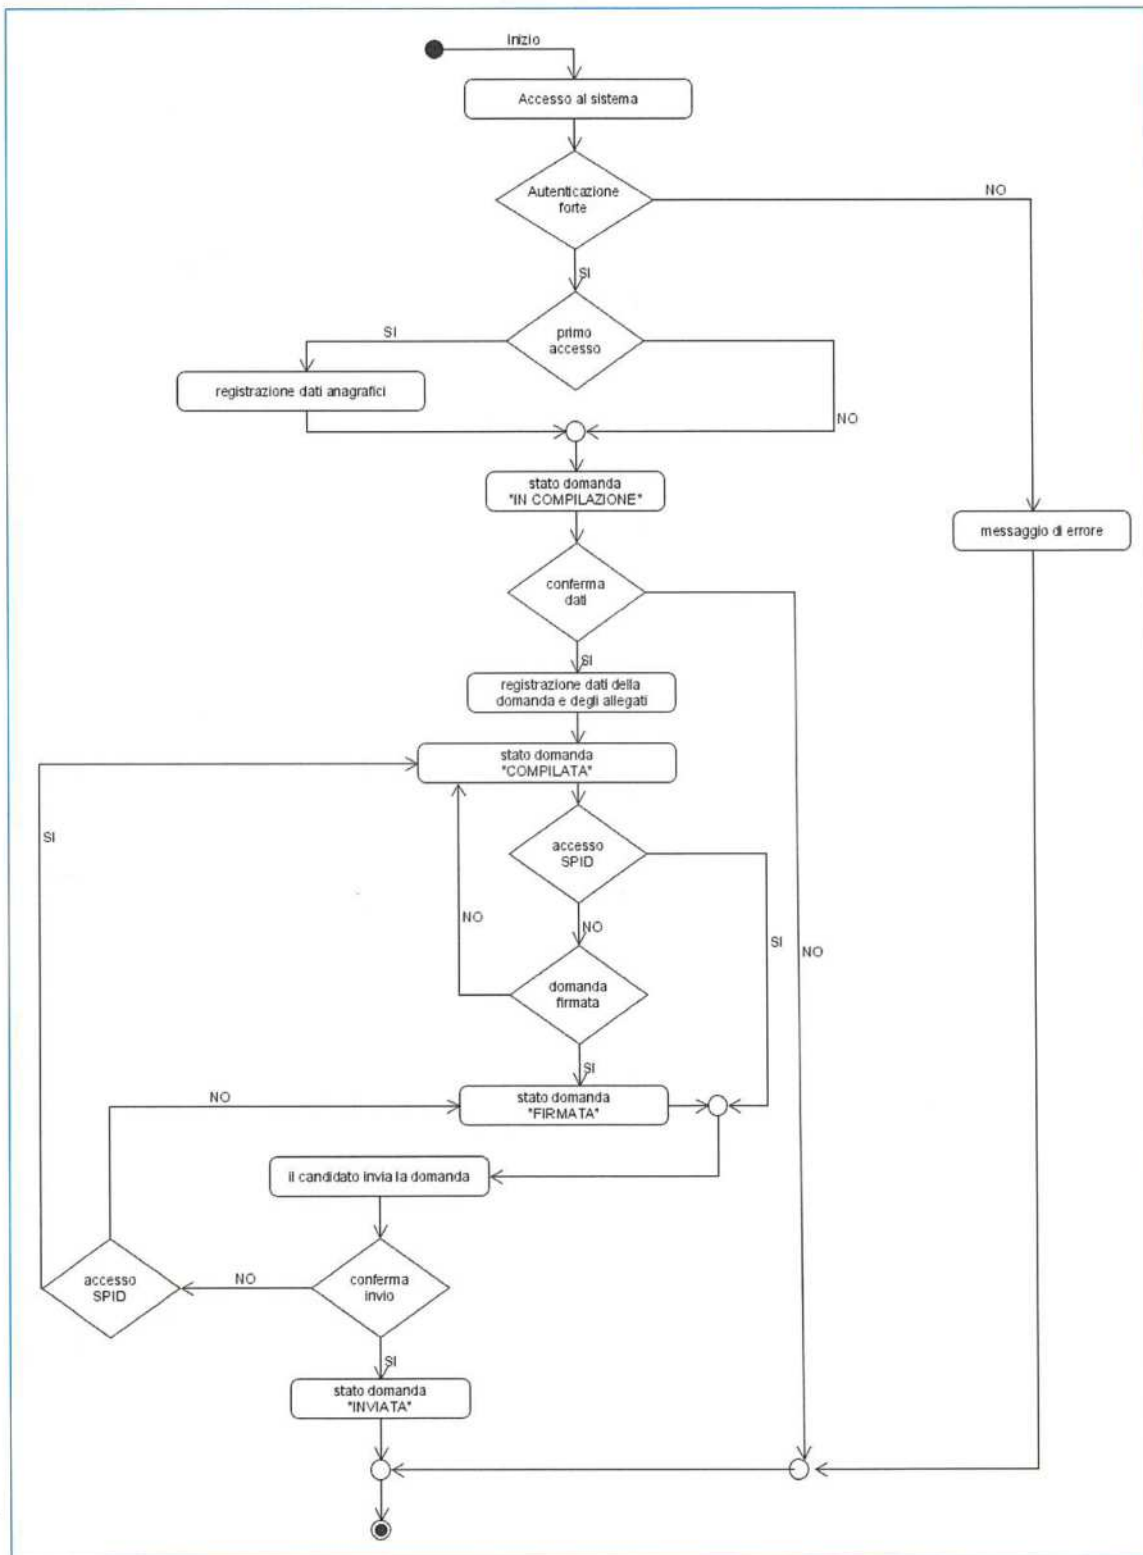 Inizio
Accesso al sistema
Autenticazione
forte
NO
SI
primo
accesso
SI
registrazione dati anagrafici
NO
stato domanda
"IN COMPILAZIONE"
messaggio di errore
conferma
dati
SI
registrazione dati della
domanda e degli allegati
stato domanda
"COMPILATA"
SI
accesso
SPID
NO
NO
SI
NO
domanda
firmata
SI
NO
stato domanda
"FIRMATA"
il candidato invia la domanda
accesso
SPID
NO
conferma
invio
SI
stato domanda
"INVIATA"